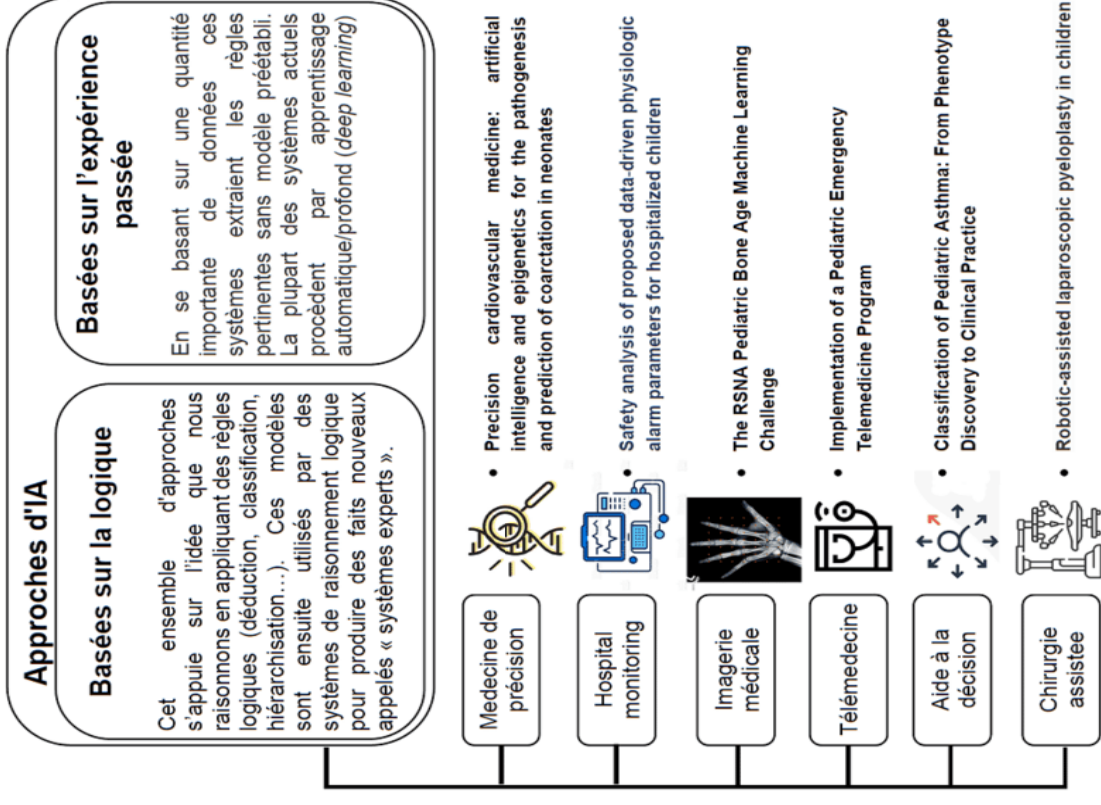 Approches d'IA
Basées sur la logique
Cet ensemble d'approches
s'appuie sur l'idée que nous
raisonnons en appliquant des règles
logiques (déduction, classification,
hiérarchisation...). Ces modèles
sont ensuite utilisés par des
systèmes de raisonnement logique
pour produire des faits nouveaux
appelés « systèmes experts ».
Basées sur l'expérience
passée
En se basant sur une quantité
importante de données ces
systèmes extraient les règles
pertinentes sans modèle préétabli.
La plupart des systèmes actuels
procèdent par apprentissage
automatique/profond (deep learning)
Medecine de
précision
• Precision cardiovascular medicine: artificial
intelligence and epigenetics for the pathogenesis
and prediction of coarctation in neonates
Hospital
monitoring
• Safety analysis of proposed data-driven physiologic
alarm parameters for hospitalized children
Imagerie
médicale
• The RSNA Pediatric Bone Age Machine Learning
Challenge
Télémedecine
• Implementation of a Pediatric Emergency
Telemedicine Program
Aide à la
décision
• Classification of Pediatric Asthma: From Phenotype
Discovery to Clinical Practice
Chirurgie
assistee
• Robotic-assisted laparoscopic pyeloplasty in children